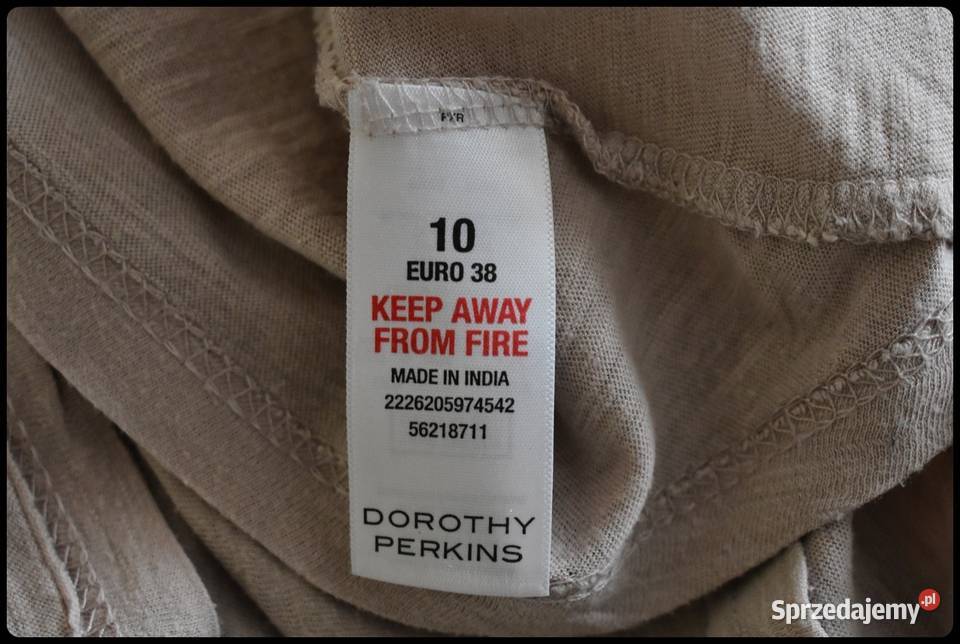 10
EURO 38
KEEP AWAY
FROM FIRE
MADE IN INDIA
2226205974542
56218711
DOROTHY
PERKINS
Sprzedajemy.pl